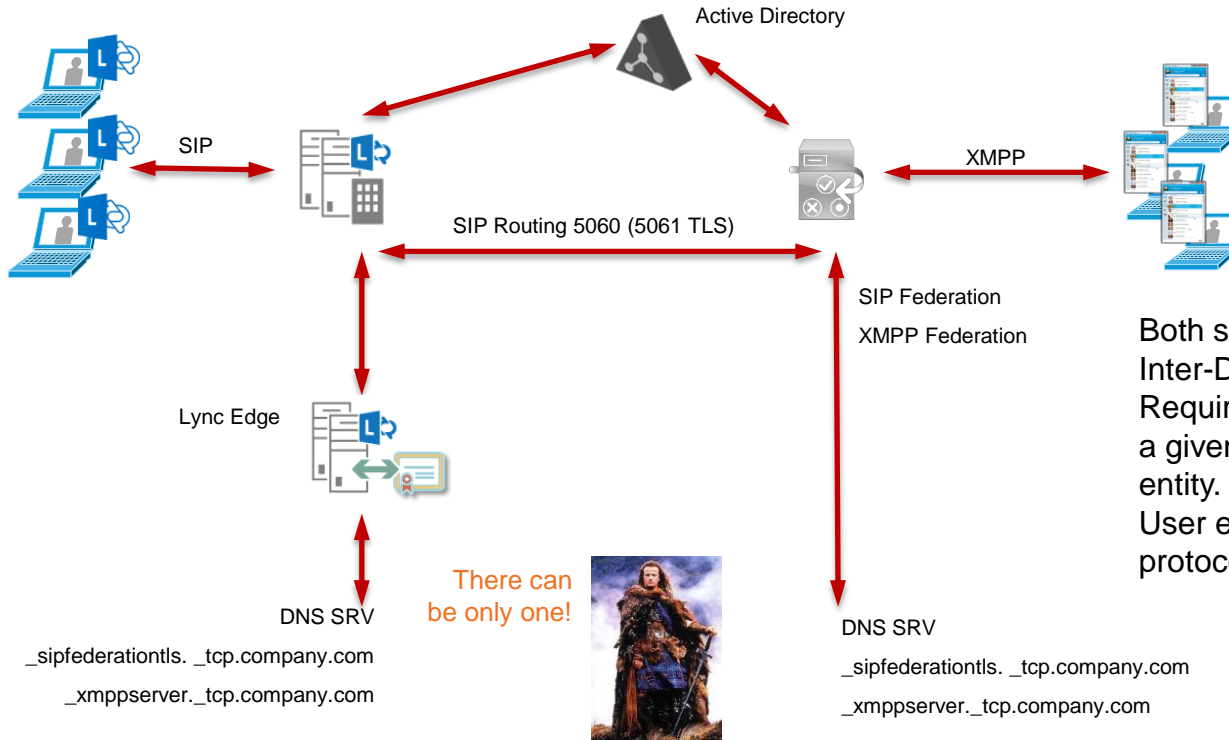 Active Directory
SIP
XMPP
SIP Routing 5060 (5061 TLS)
SIP Federation
XMPP Federation
Both s
Inter-D
Requir
a given
entity.
User e
protoc
Lync Edge
There can
be only one!
DNS SRV
_sipfederationtls. _tcp.company.com
_xmppserver._tcp.company.com
DNS SRV
_sipfederationtls. _tcp.company.com
_xmppserver._tcp.company.com